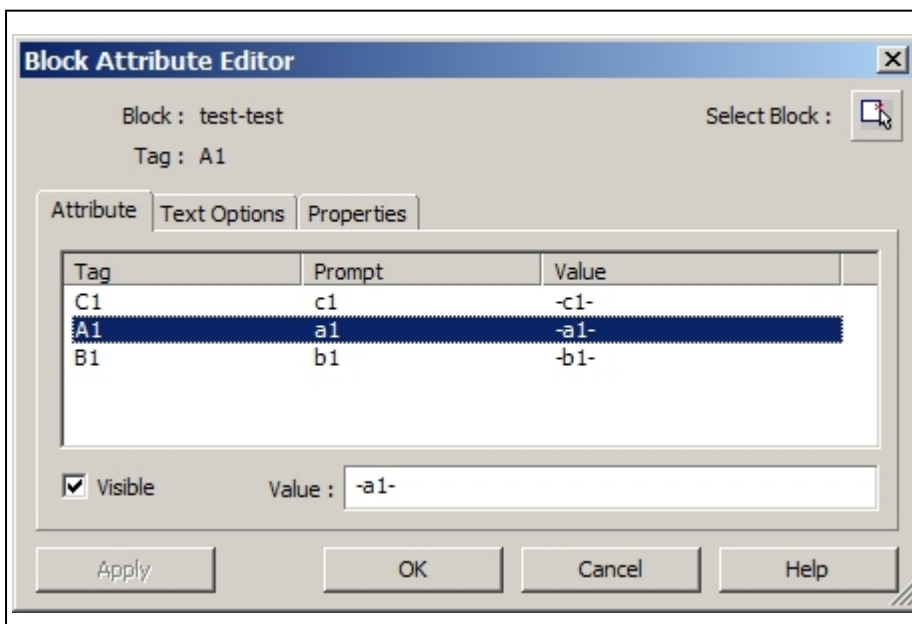 Block Attribute Editor
Block : test-test Select Block :
Tag : A1
Attribute Text Options Properties
Tag Prompt Value
C1 c1 -c1-
A1 a1 -a1-
B1 b1 -b1-
Visible Value : -a1-
Apply OK Cancel Help